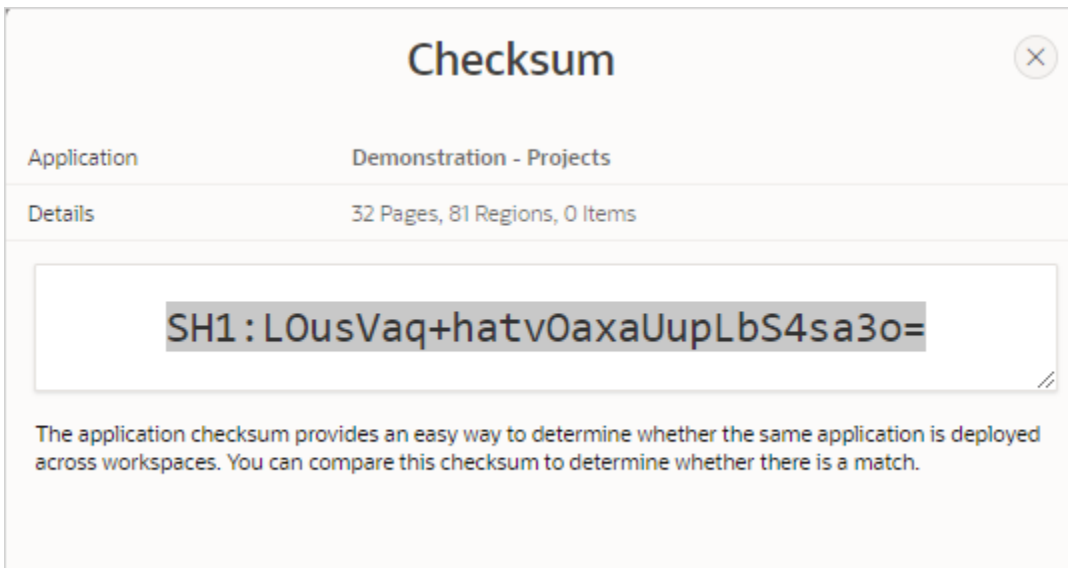 Checksum
Application Demonstration - Projects
Details 32 Pages, 81 Regions, 0 Items
SH1:LOusVaq+hatvOaxaUupLbS4sa3o=
The application checksum provides an easy way to determine whether the same application is deployed
across workspaces. You can compare this checksum to determine whether there is a match.